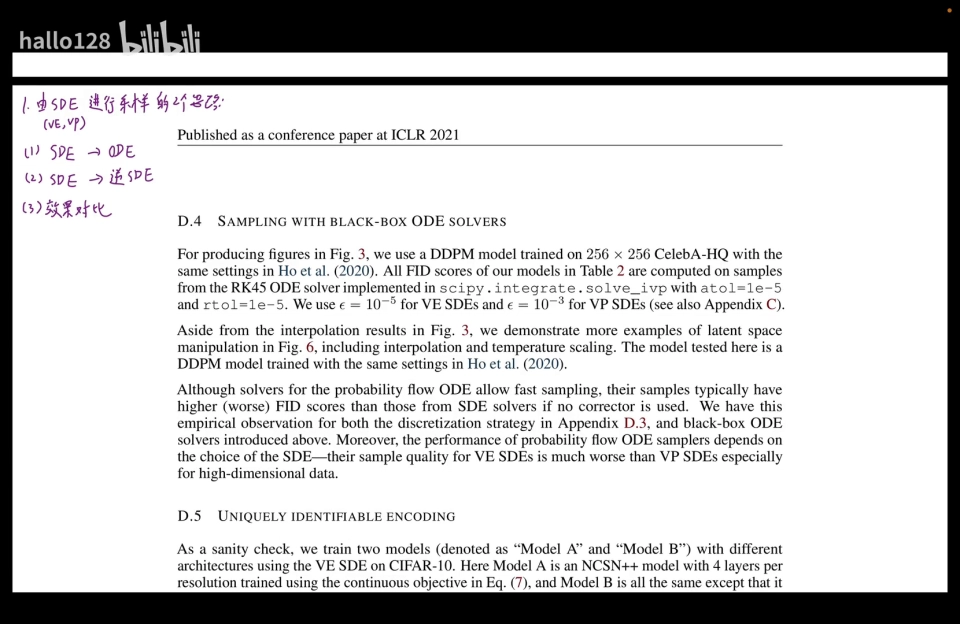 hallo128 bilibili
1. 由SDE 进行采样的2个思路:
(VE, VP)
(1) SDE → ODE
(2) SDE → 逆SDE
(3) 效果对比
Published as a conference paper at ICLR 2021
D.4 SAMPLING WITH BLACK-BOX ODE SOLVERS
For producing figures in Fig. 3, we use a DDPM model trained on 256 × 256 CelebA-HQ with the
same settings in Ho et al. (2020). All FID scores of our models in Table 2 are computed on samples
from the RK45 ODE solver implemented in scipy.integrate.solve_ivp with atol=1e-5
and rtol=1e-5. We use ϵ = 10⁻⁵ for VE SDEs and ϵ = 10⁻³ for VP SDEs (see also Appendix C).
Aside from the interpolation results in Fig. 3, we demonstrate more examples of latent space
manipulation in Fig. 6, including interpolation and temperature scaling. The model tested here is a
DDPM model trained with the same settings in Ho et al. (2020).
Although solvers for the probability flow ODE allow fast sampling, their samples typically have
higher (worse) FID scores than those from SDE solvers if no corrector is used. We have this
empirical observation for both the discretization strategy in Appendix D.3, and black-box ODE
solvers introduced above. Moreover, the performance of probability flow ODE samplers depends on
the choice of the SDE—their sample quality for VE SDEs is much worse than VP SDEs especially
for high-dimensional data.
D.5 UNIQUELY IDENTIFIABLE ENCODING
As a sanity check, we train two models (denoted as “Model A” and “Model B”) with different
architectures using the VE SDE on CIFAR-10. Here Model A is an NCSN++ model with 4 layers per
resolution trained using the continuous objective in Eq. (7), and Model B is all the same except that it